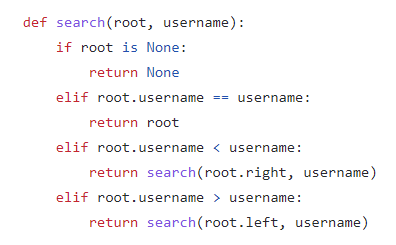 def search(root, username):
    if root is None:
        return None
    elif root.username == username:
        return root
    elif root.username < username:
        return search(root.right, username)
    elif root.username > username:
        return search(root.left, username)